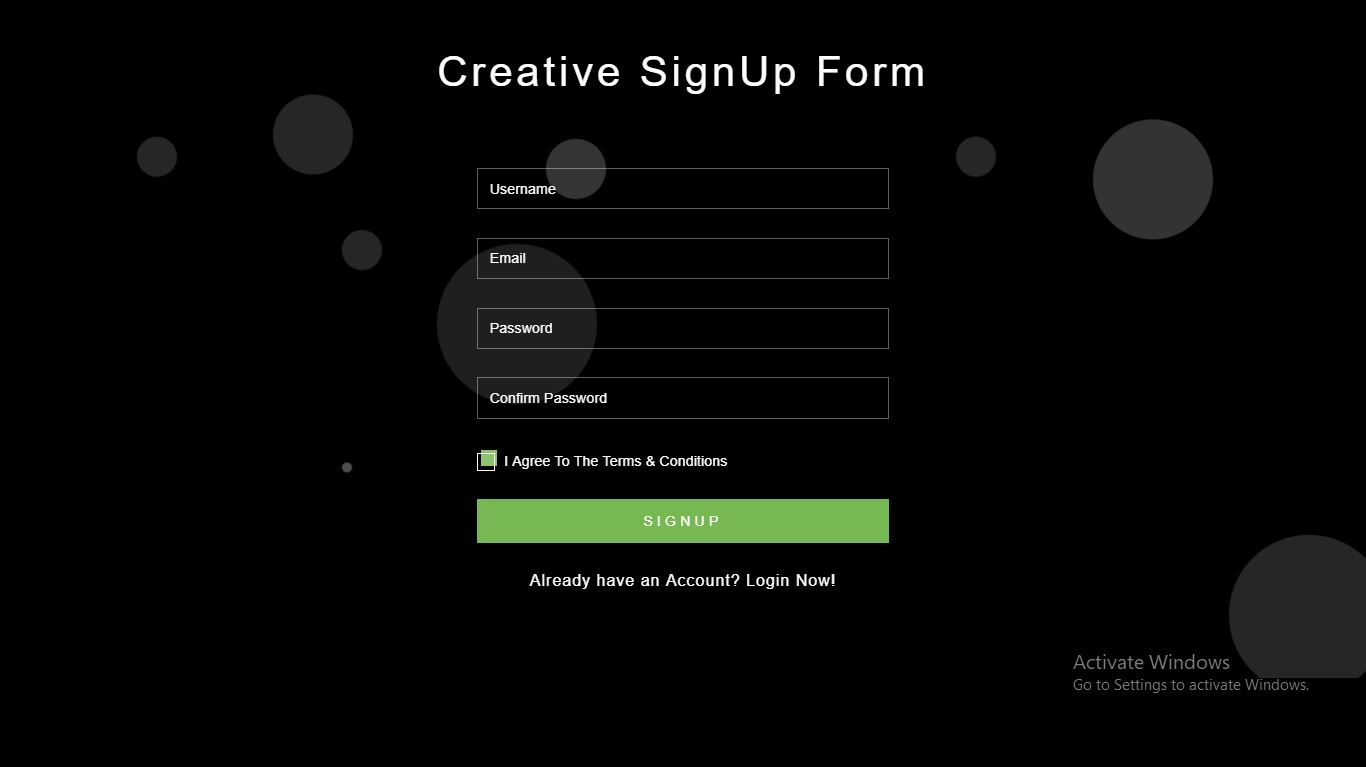 Creative SignUp Form
Username
Email
Password
Confirm Password
I Agree To The Terms & Conditions
SIGNUP
Already have an Account? Login Now!
Activate Windows
Go to Settings to activate Windows.